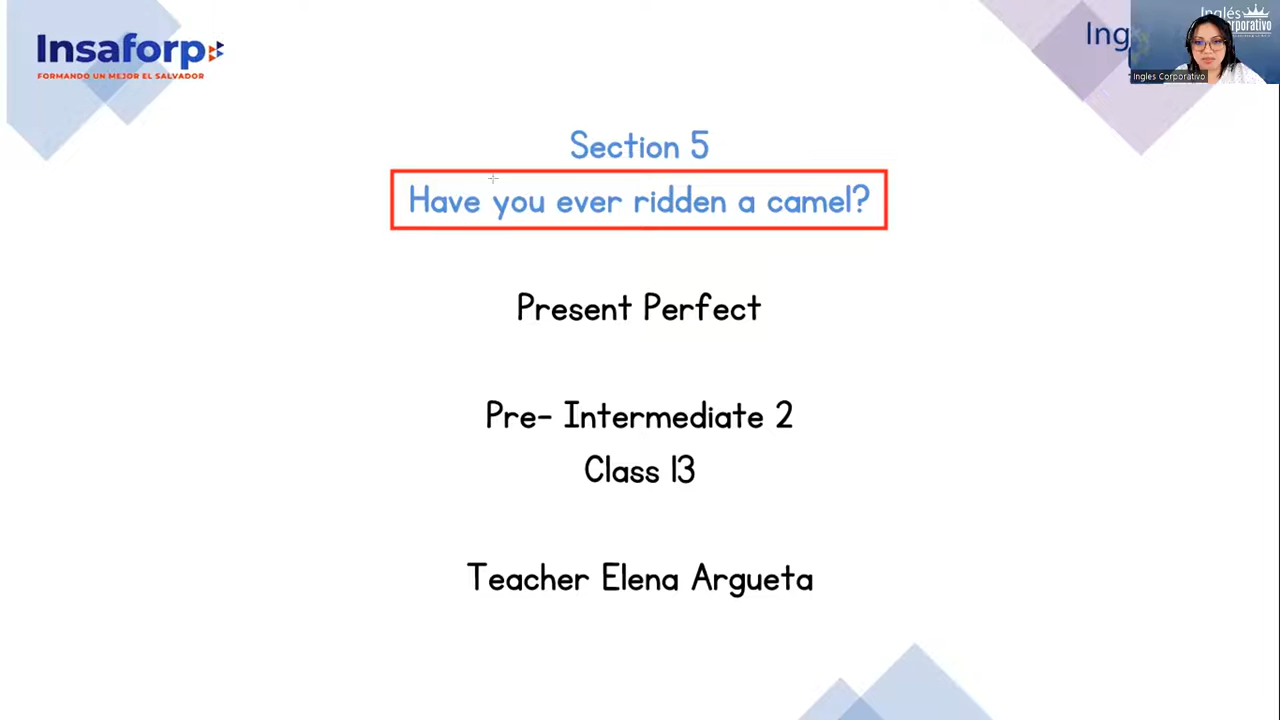 Insaforp
FORMANDO UN MEJOR EL SALVADOR
Ing
Inglés
Corporativo
Ingles Corporativo
Section 5
Have you ever ridden a camel?
Present Perfect
Pre- Intermediate 2
Class 13
Teacher Elena Argueta